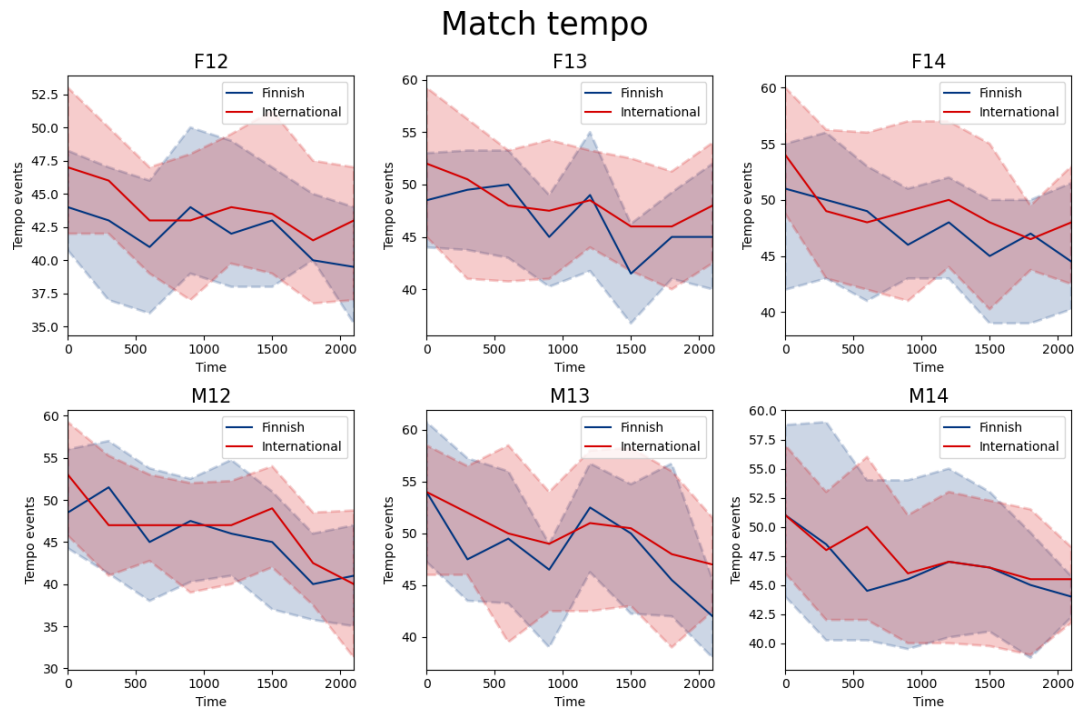 Match tempo
F12
Finnish
International
Tempo events
52.5
50.0
47.5
45.0
42.5
40.0
37.5
35.0
0 500 1000 1500 2000
Time
F13
Finnish
International
Tempo events
60
55
50
45
40
0 500 1000 1500 2000
Time
F14
Finnish
International
Tempo events
60
55
50
45
40
0 500 1000 1500 2000
Time
M12
Finnish
International
Tempo events
60
55
50
45
40
35
30
0 500 1000 1500 2000
Time
M13
Finnish
International
Tempo events
60
55
50
45
40
0 500 1000 1500 2000
Time
M14
Finnish
International
Tempo events
60.0
57.5
55.0
52.5
50.0
47.5
45.0
42.5
40.0
0 500 1000 1500 2000
Time